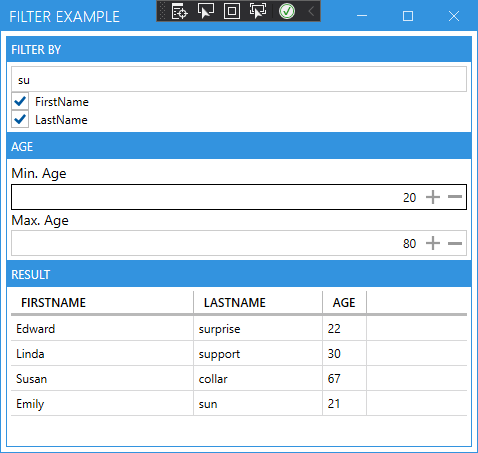 FILTER EXAMPLE
FILTER BY
su
FirstName
LastName
AGE
Min. Age
20
Max. Age
80
RESULT
FIRSTNAME LASTNAME AGE
Edward surprise 22
Linda support 30
Susan collar 67
Emily sun 21